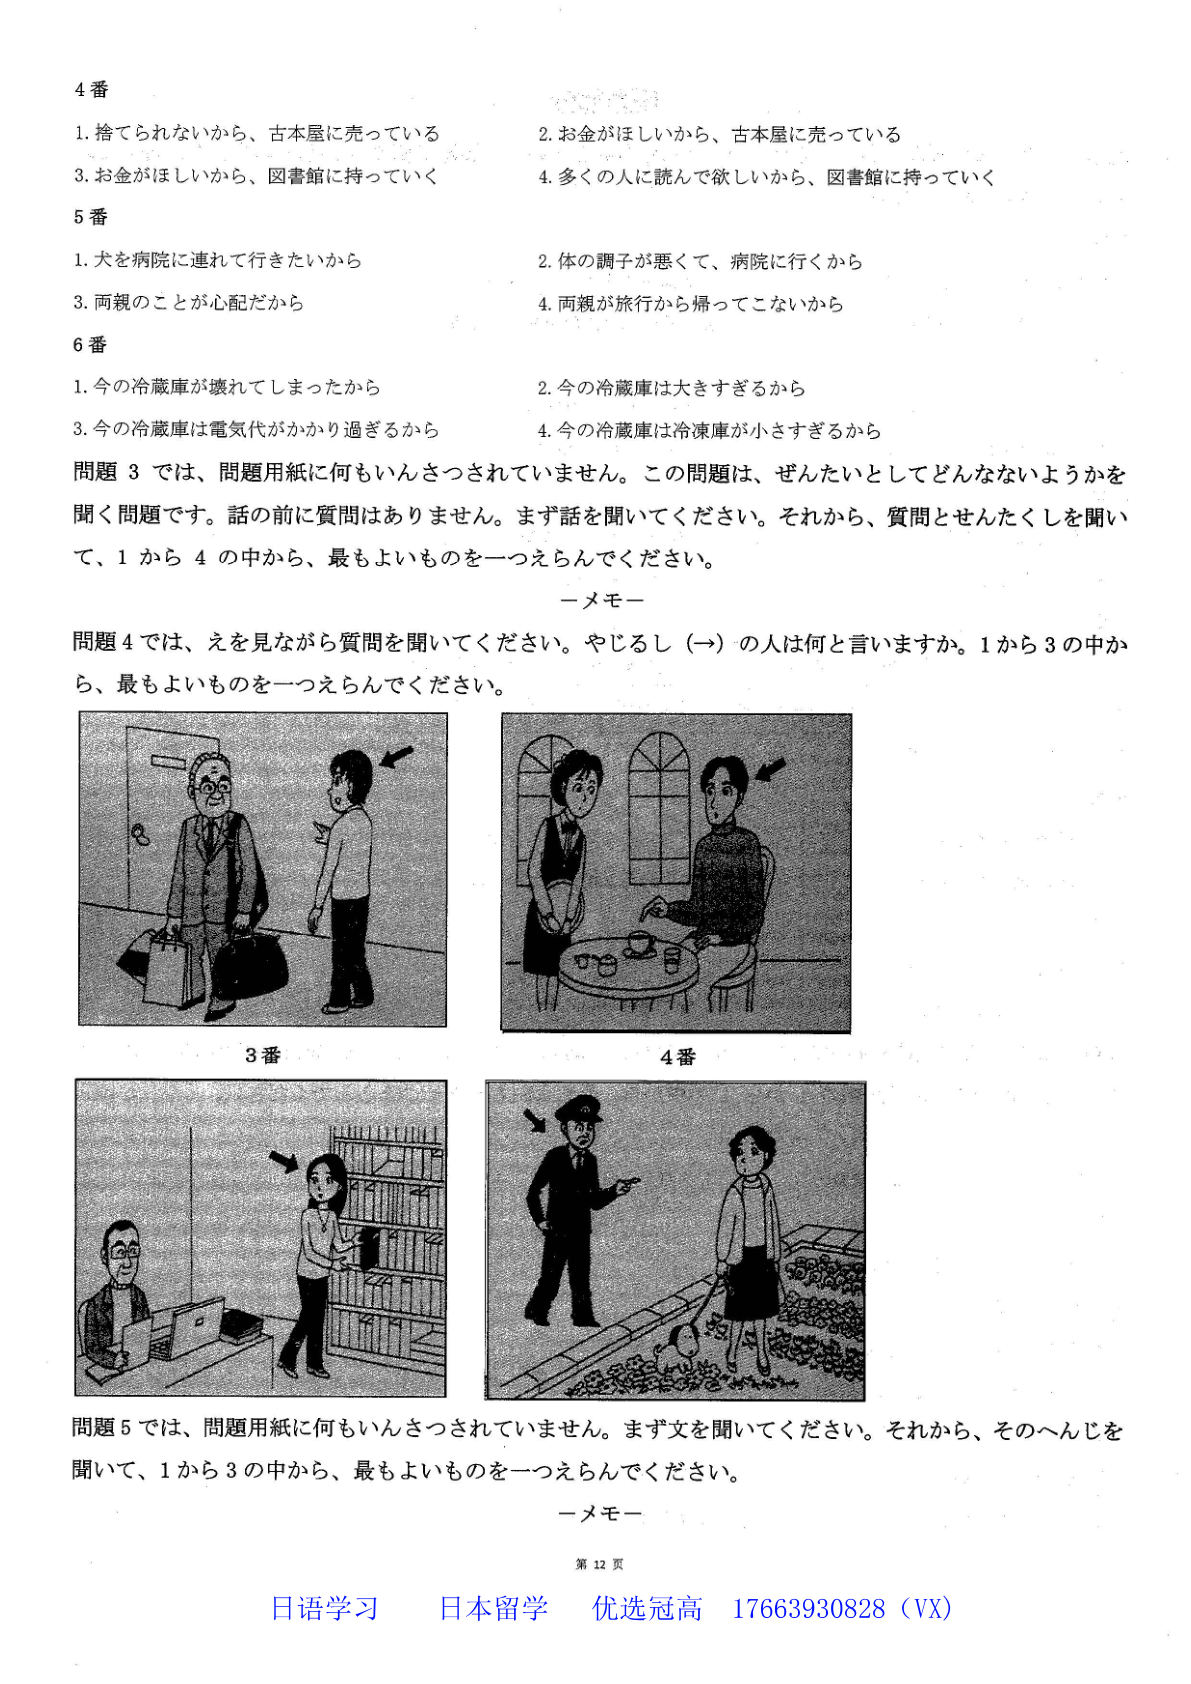 4番
1. 捨てられないから、古本屋に売っている　2. お金がほしいから、古本屋に売っている
3. お金がほしいから、図書館に持っていく　4. 多くの人に読んで欲しいから、図書館に持っていく
5番
1. 犬を病院に連れて行きたいから　2. 体の調子が悪くて、病院に行くから
3. 両親のことが心配だから　4. 両親が旅行から帰ってこないから
6番
1. 今の冷蔵庫が壊れてしまったから　2. 今の冷蔵庫は大きすぎるから
3. 今の冷蔵庫は電気代がかかり過ぎるから　4. 今の冷蔵庫は冷凍庫が小さすぎるから
問題 3 では、問題用紙に何もいんさつされていません。この問題は、ぜんたいとしてどんなないようかを
聞く問題です。話の前に質問はありません。まず話を聞いてください。それから、質問とせんたくしを聞い
て、1 から 4 の中から、最もよいものを一つえらんでください。
－メモ－
問題4では、えを見ながら質問を聞いてください。やじるし（→）の人は何と言いますか。1から3の中か
ら、最もよいものを一つえらんでください。
3番　4番
問題5では、問題用紙に何もいんさつされていません。まず文を聞いてください。それから、そのへんじを
聞いて、1から3の中から、最もよいものを一つえらんでください。
－メモ－
第 12 页
日语学习　日本留学　优选冠高　17663930828（VX）